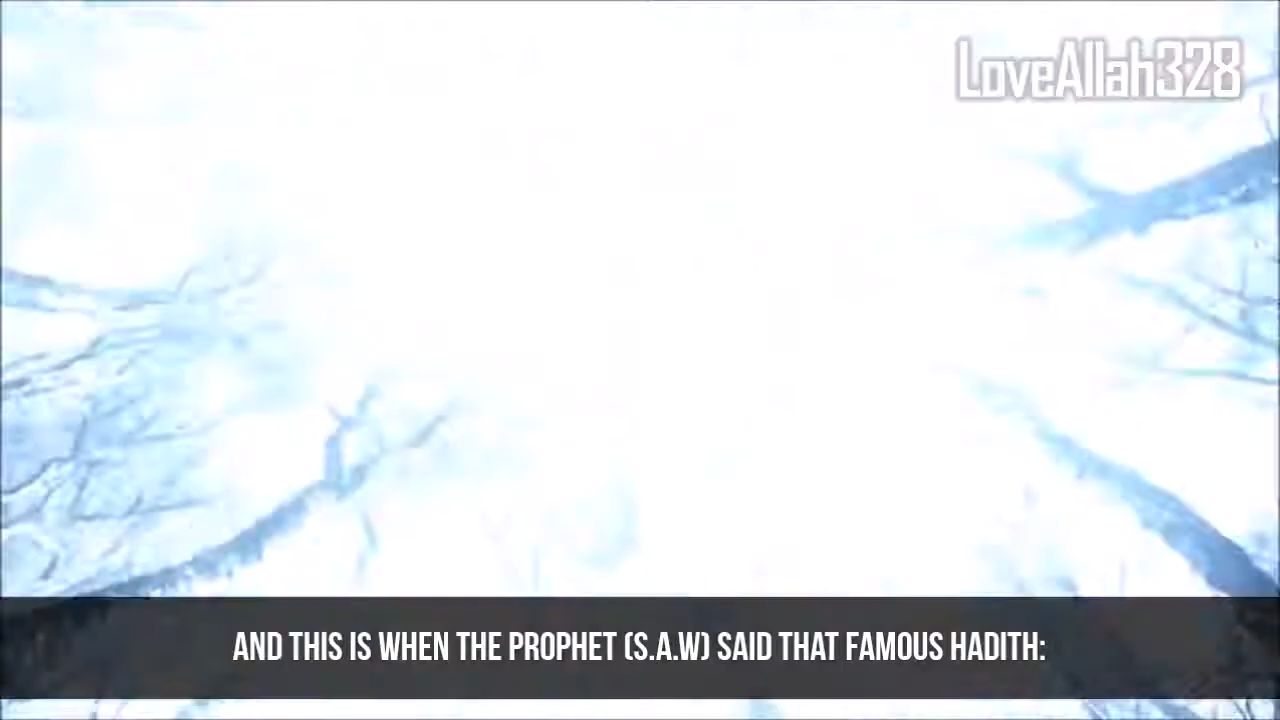 LoveAllah328
AND THIS IS WHEN THE PROPHET (S.A.W) SAID THAT FAMOUS HADITH: